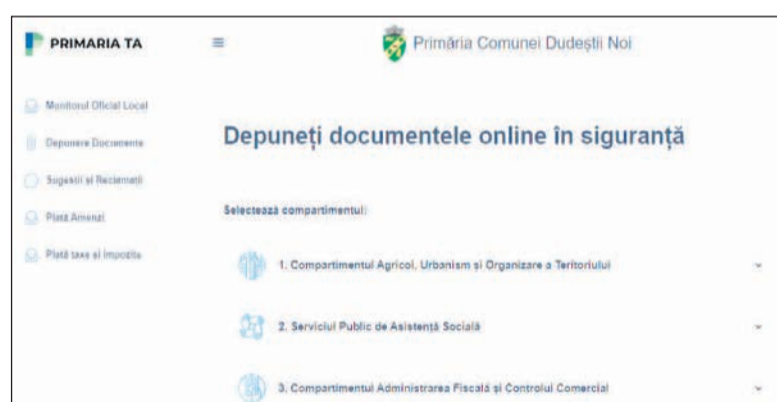 PRIMARIA TA
Primăria Comunei Dudeștii Noi
Monitorul Oficial Local
Depunere Documente
Sugestii și Reclamații
Plată Amenzi
Plată taxe și impozite
Depuneți documentele online în siguranță
Selectează compartimentul:
1. Compartimentul Agricol, Urbanism și Organizare a Teritoriului
2. Serviciul Public de Asistență Socială
3. Compartimentul Administrarea Fiscală și Controlul Comercial